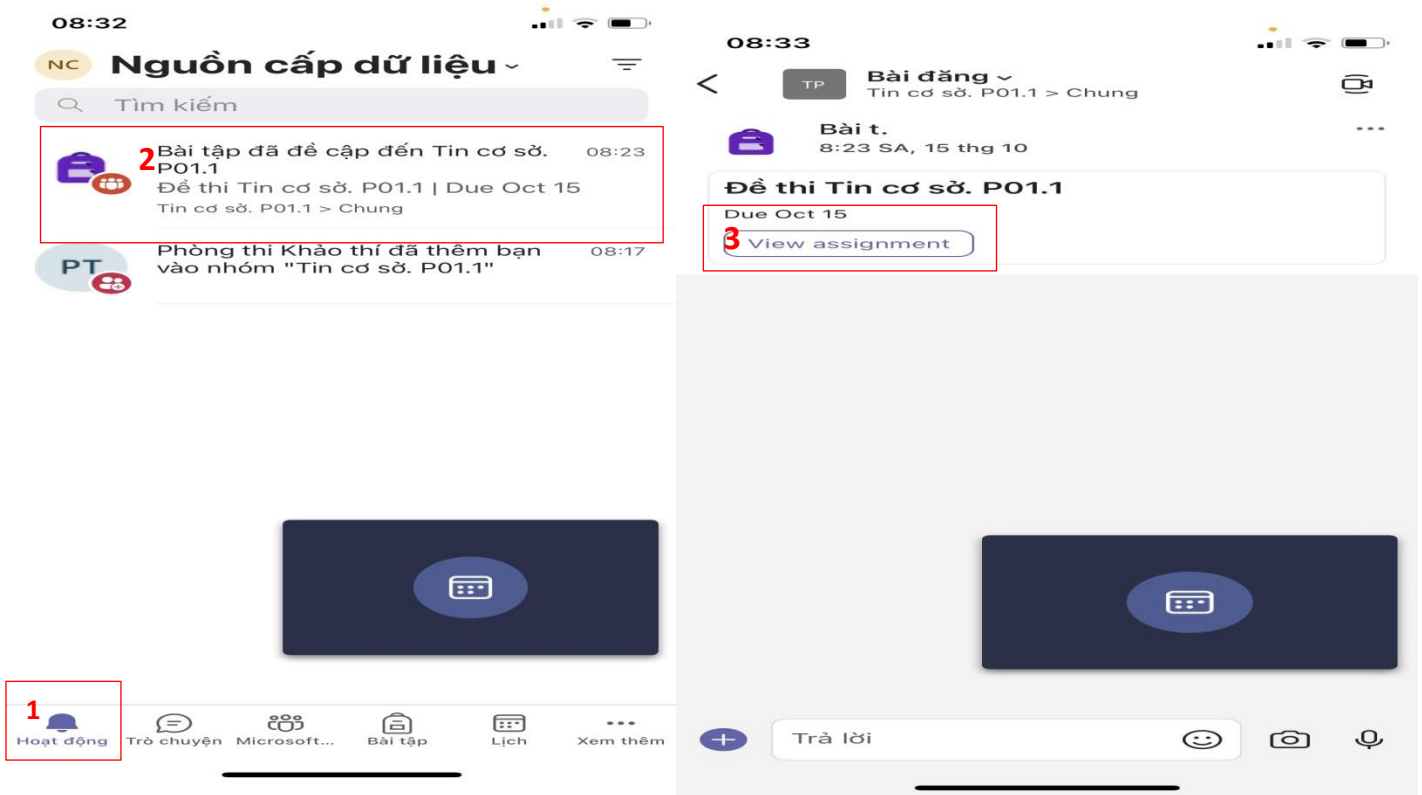 08:32
NC Nguồn cấp dữ liệu
Tìm kiếm
2
Bài tập đã đề cập đến Tin cơ sở. 08:23
P01.1
Đề thi Tin cơ sở. P01.1 | Due Oct 15
Tin cơ sở. P01.1 > Chung
Phòng thi Khảo thí đã thêm bạn 08:17
vào nhóm "Tin cơ sở. P01.1"
PT
1
Hoạt động Trò chuyện Microsoft... Bài tập Lịch Xem thêm
08:33
TP Bài đăng
Tin cơ sở. P01.1 > Chung
Bài t.
8:23 SA, 15 thg 10
Đề thi Tin cơ sở. P01.1
Due Oct 15
3 View assignment
Trả lời